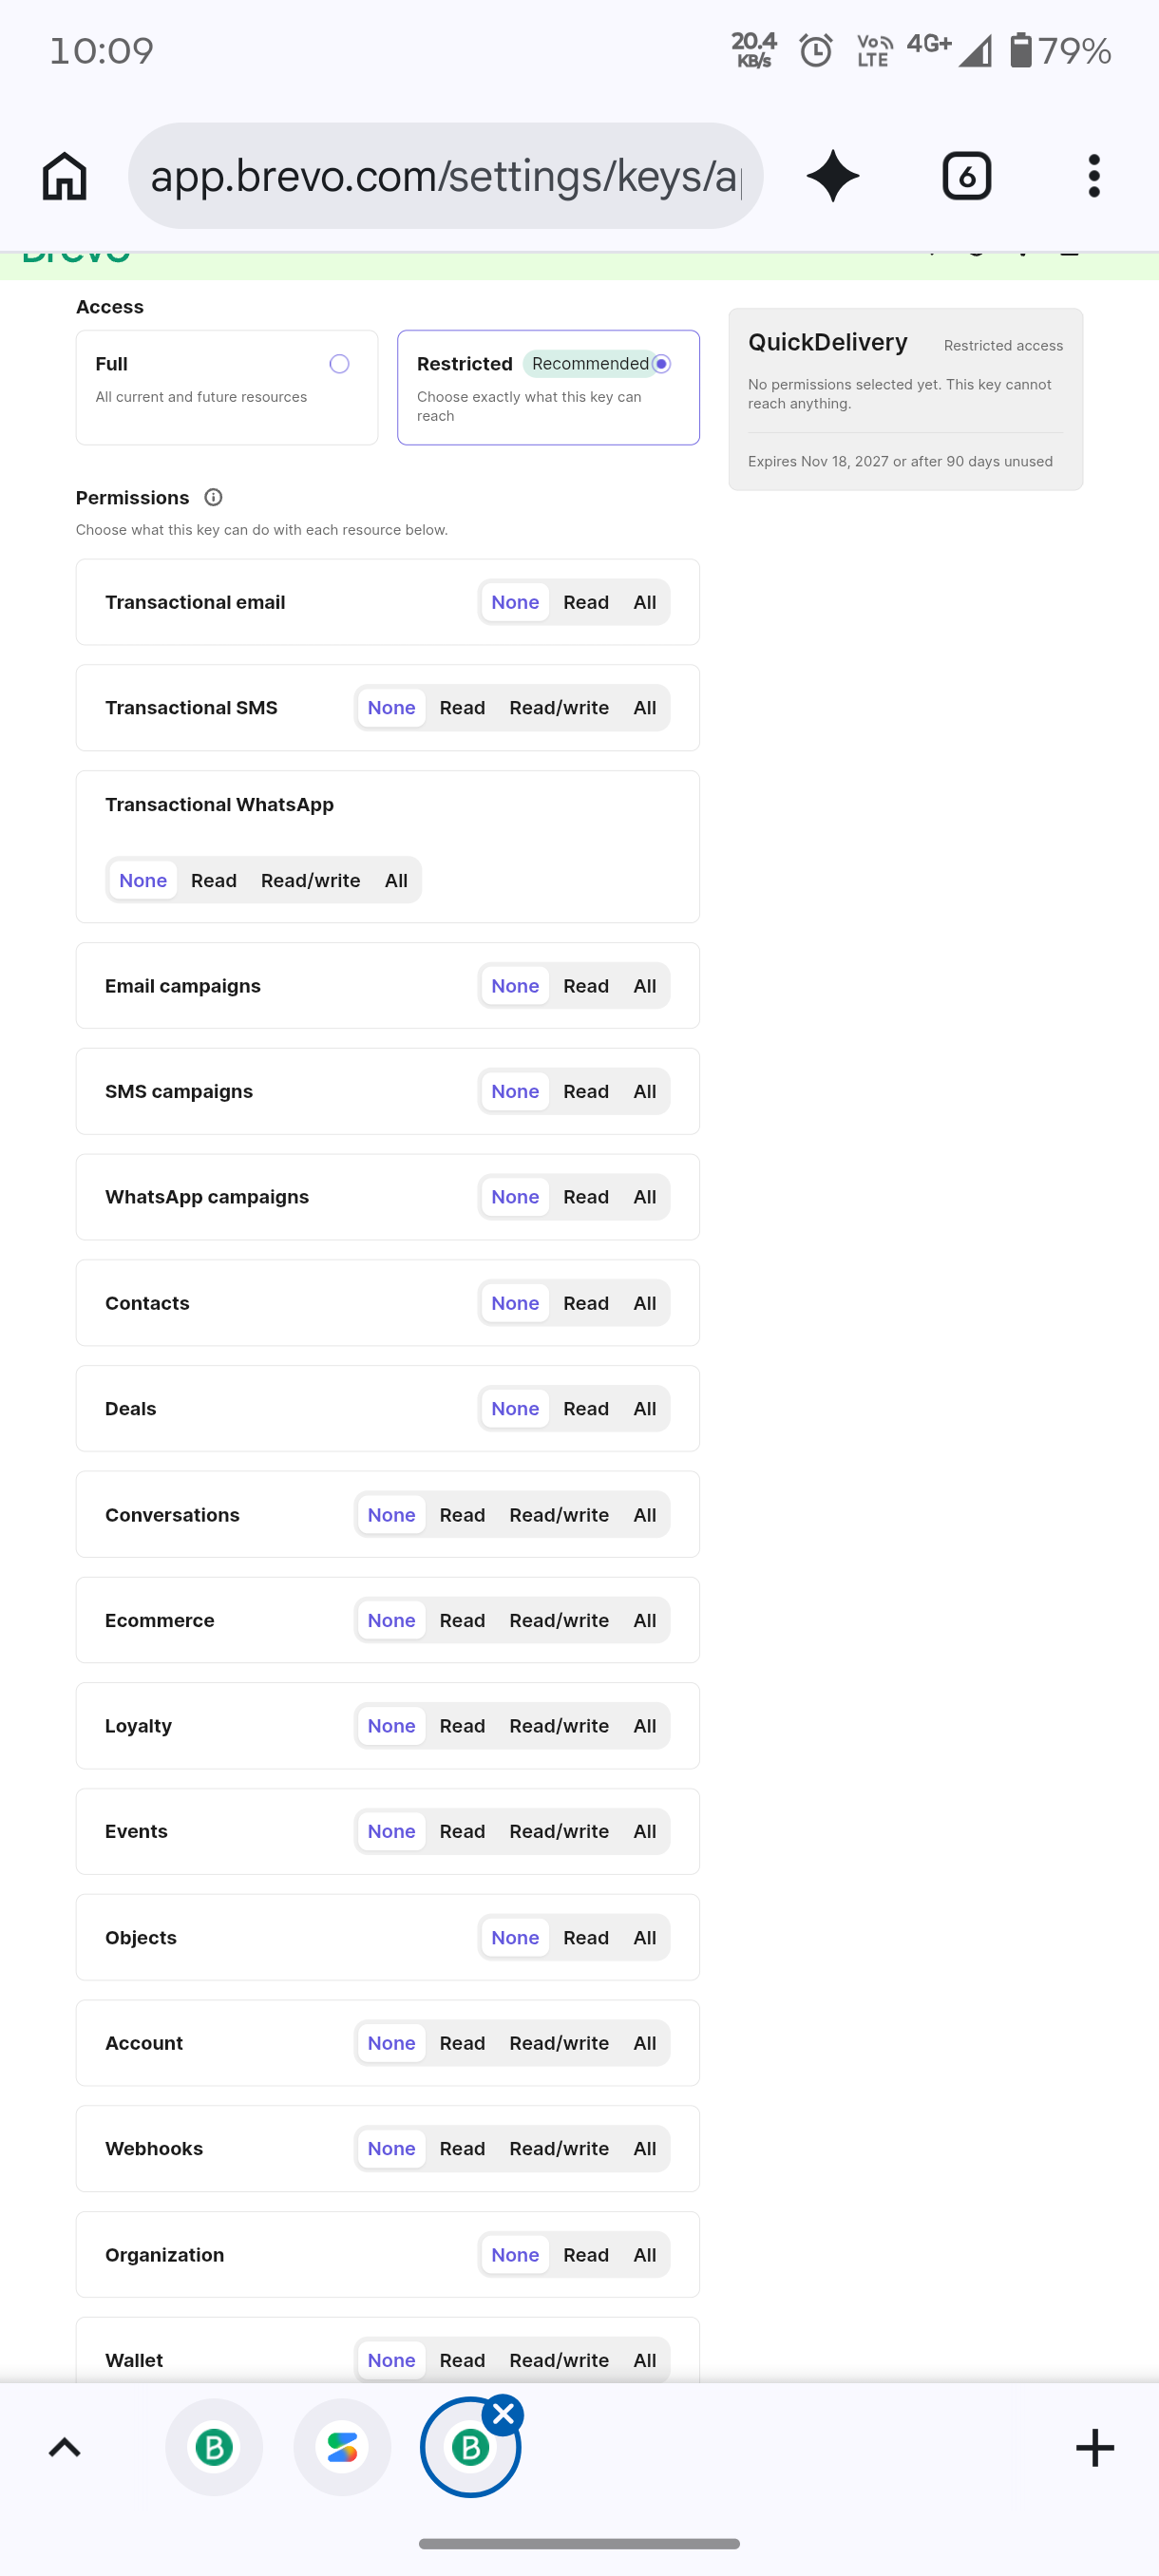 10:09
20.4
KB/s
Vo
LTE
4G+
79%
app.brevo.com/settings/keys/a
6
Brevo
Access
Full
All current and future resources
Restricted Recommended
Choose exactly what this key can
reach
QuickDelivery Restricted access
No permissions selected yet. This key cannot
reach anything.
Expires Nov 18, 2027 or after 90 days unused
Permissions
Choose what this key can do with each resource below.
Transactional email None Read All
Transactional SMS None Read Read/write All
Transactional WhatsApp
None Read Read/write All
Email campaigns None Read All
SMS campaigns None Read All
WhatsApp campaigns None Read All
Contacts None Read All
Deals None Read All
Conversations None Read Read/write All
Ecommerce None Read Read/write All
Loyalty None Read Read/write All
Events None Read Read/write All
Objects None Read All
Account None Read Read/write All
Webhooks None Read Read/write All
Organization None Read All
Wallet None Read Read/write All
B
B